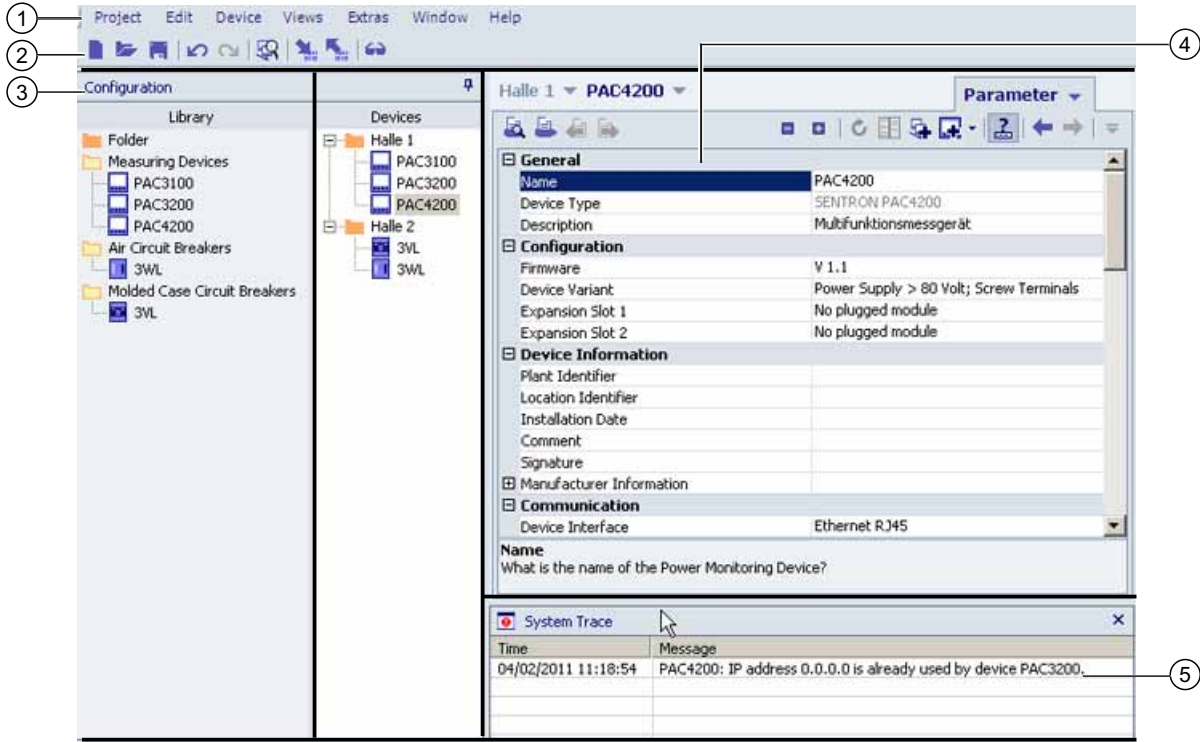 1 Project Edit Device Views Extras Window Help
2
3 Configuration
Library
Folder
Measuring Devices
PAC3100
PAC3200
PAC4200
Air Circuit Breakers
3WL
Molded Case Circuit Breakers
3VL
Devices
Halle 1
PAC3100
PAC3200
PAC4200
Halle 2
3VL
3WL
4
Halle 1 PAC4200 Parameter
General
Name PAC4200
Device Type SENTRON PAC4200
Description Multifunktionsmessgerät
Configuration
Firmware V 1.1
Device Variant Power Supply > 80 Volt; Screw Terminals
Expansion Slot 1 No plugged module
Expansion Slot 2 No plugged module
Device Information
Plant Identifier
Location Identifier
Installation Date
Comment
Signature
Manufacturer Information
Communication
Device Interface Ethernet RJ45
Name
What is the name of the Power Monitoring Device?
System Trace
Time Message
04/02/2011 11:18:54 PAC4200: IP address 0.0.0.0 is already used by device PAC3200.
5